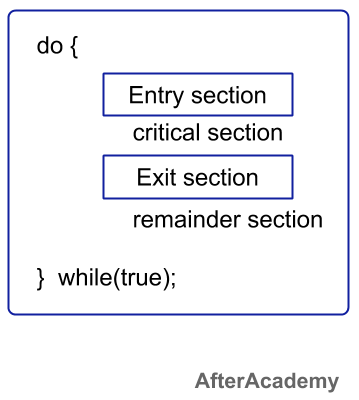 do {
Entry section
critical section
Exit section
remainder section
} while(true);
AfterAcademy